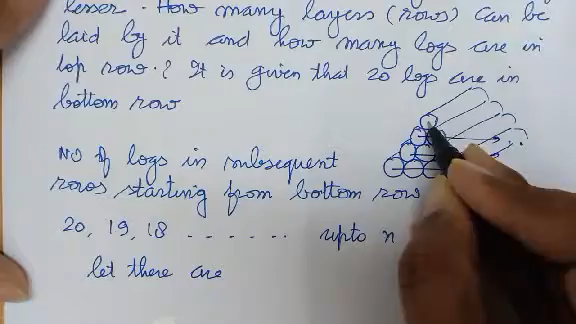 lesser. How many layers (rows) can be
laid by it and how many logs are in
top row.? It is given that 20 logs are in
bottom row
NO of logs in subsequent
rows starting from bottom row
20, 19, 18 ....... upto n
let there are